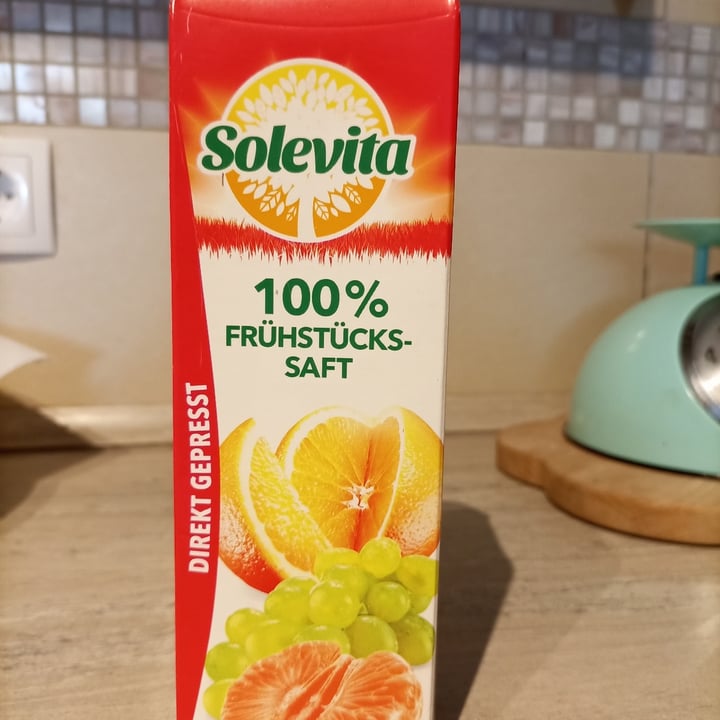 Solevita
100%
FRÜHSTÜCKS-
SAFT
DIREKT GEPRESST